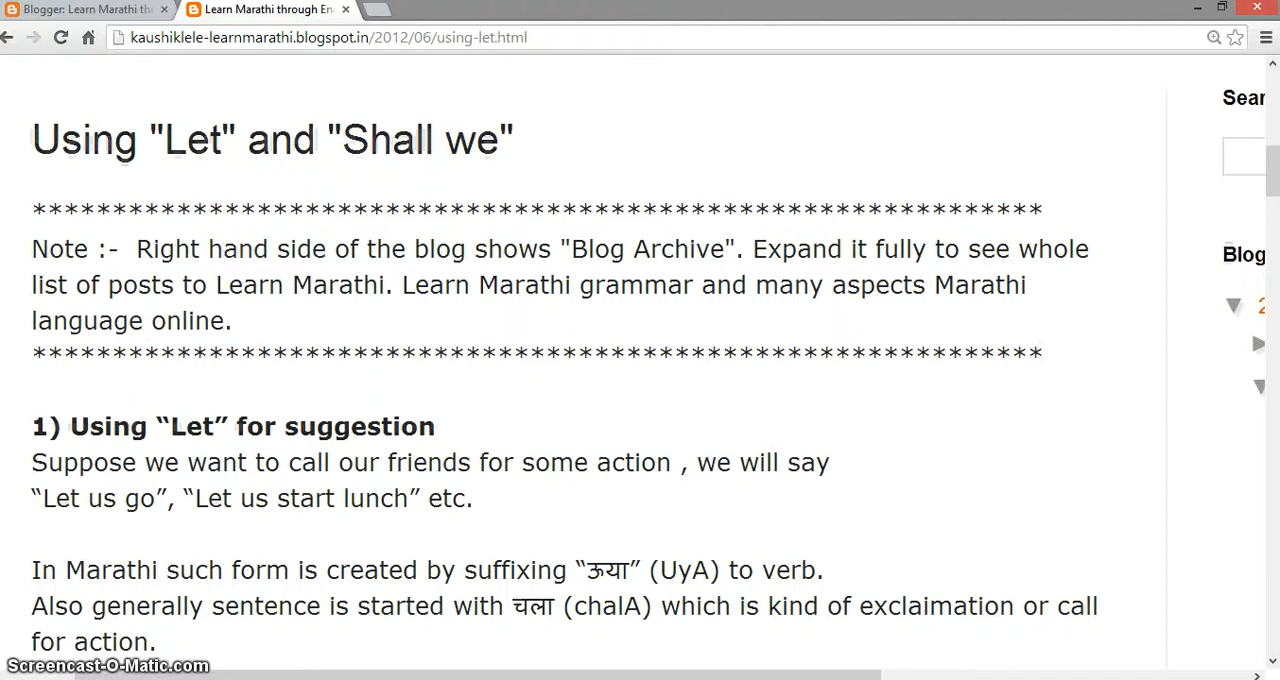 Blogger: Learn Marathi th
Learn Marathi through En
kaushiklele-learnmarathi.blogspot.in/2012/06/using-let.html
Using "Let" and "Shall we"
Sear
***************************************************************
Note :-  Right hand side of the blog shows "Blog Archive". Expand it fully to see whole
list of posts to Learn Marathi. Learn Marathi grammar and many aspects Marathi
language online.
***************************************************************
Blog
2
1) Using “Let” for suggestion
Suppose we want to call our friends for some action , we will say
“Let us go”, “Let us start lunch” etc.
In Marathi such form is created by suffixing “ऊया” (UyA) to verb.
Also generally sentence is started with चला (chalA) which is kind of exclaimation or call
for action.
Screencast-O-Matic.com